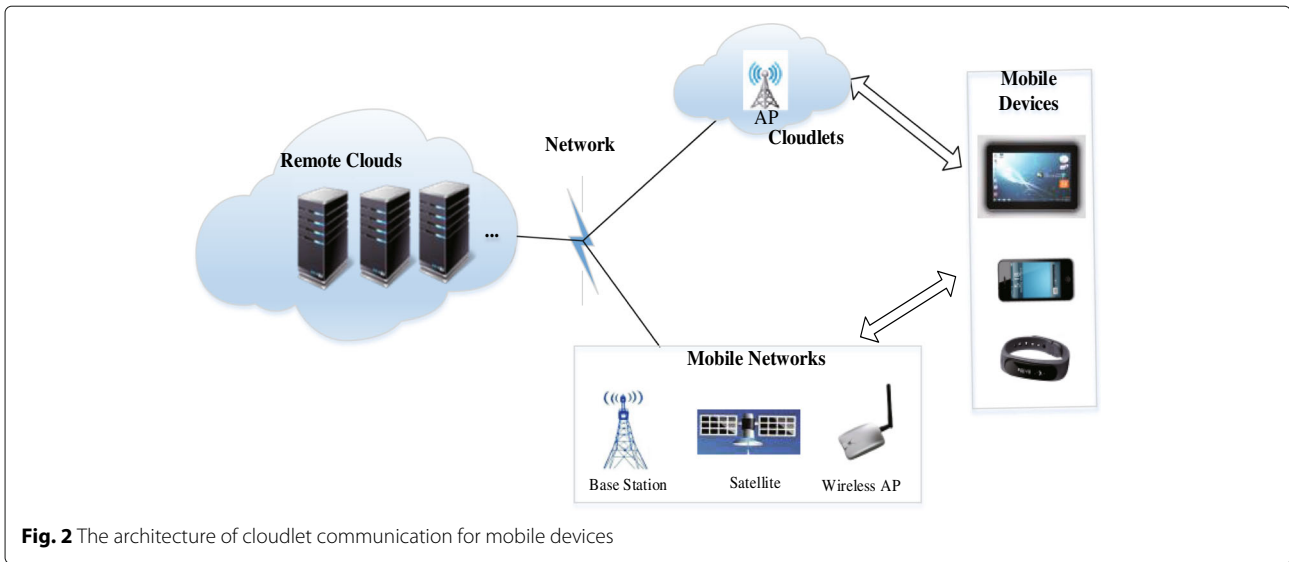 AP
Cloudlets
Mobile
Devices
Network
Remote Clouds
...
Mobile Networks
Base Station
Satellite
Wireless AP
Fig. 2 The architecture of cloudlet communication for mobile devices